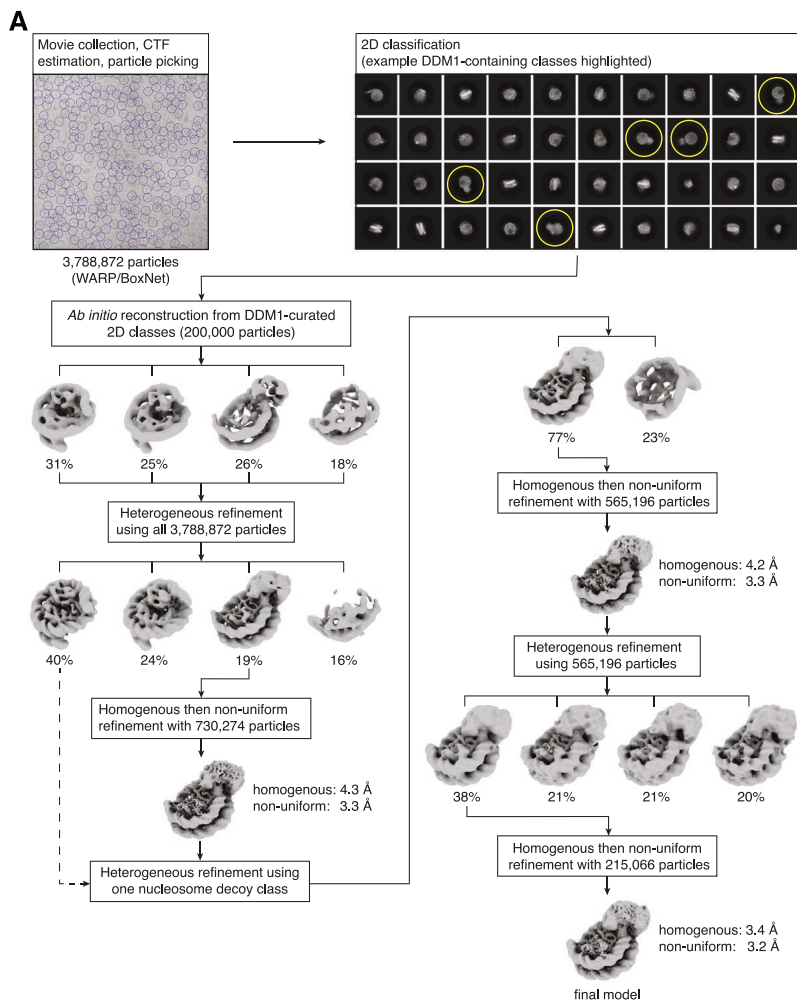 A
Movie collection, CTF
estimation, particle picking
2D classification
(example DDM1-containing classes highlighted)
3,788,872 particles
(WARP/BoxNet)
Ab initio reconstruction from DDM1-curated
2D classes (200,000 particles)
31%
25%
26%
18%
Heterogeneous refinement
using all 3,788,872 particles
40%
24%
19%
16%
Homogenous then non-uniform
refinement with 730,274 particles
homogenous: 4.3 Å
non-uniform: 3.3 Å
Heterogeneous refinement using
one nucleosome decoy class
77%
23%
Homogenous then non-uniform
refinement with 565,196 particles
homogenous: 4.2 Å
non-uniform: 3.3 Å
Heterogenous refinement
using 565,196 particles
38%
21%
21%
20%
Homogenous then non-uniform
refinement with 215,066 particles
homogenous: 3.4 Å
non-uniform: 3.2 Å
final model